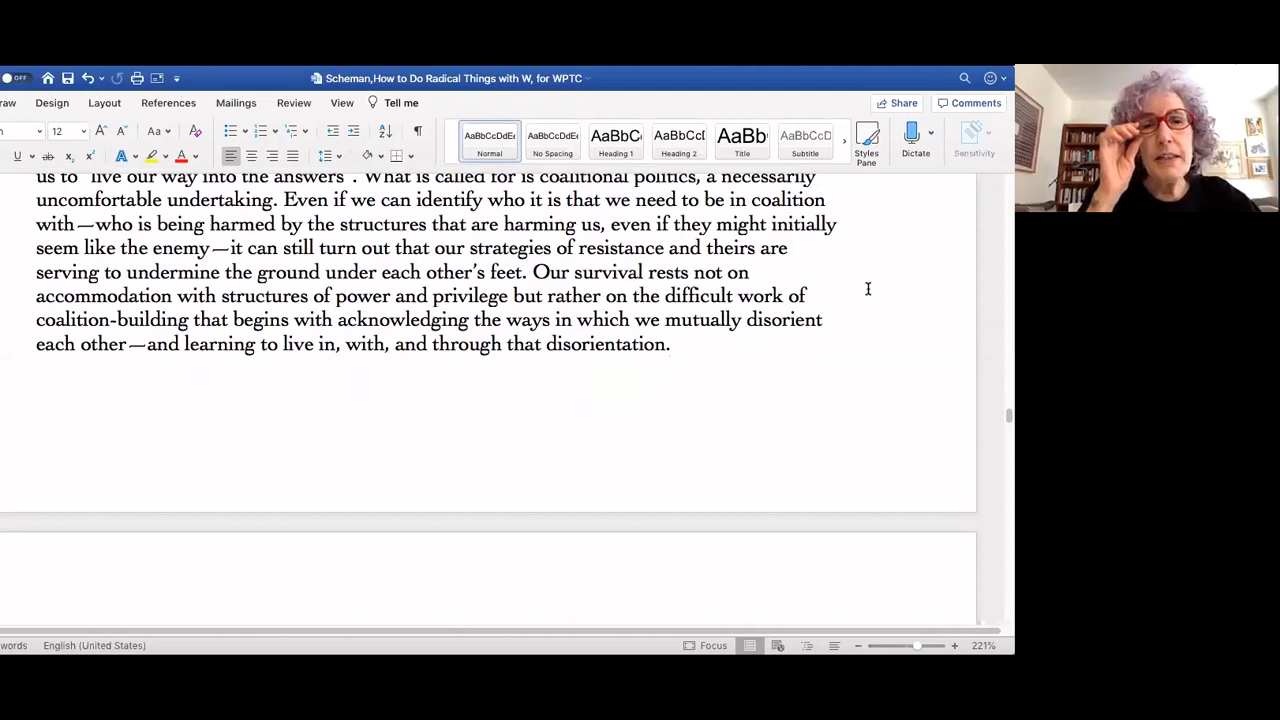 OFF
Scheman,How to Do Radical Things with W, for WPTC
raw Design Layout References Mailings Review View Tell me Share Comments
12 Aa
AaBbCcDdEe AaBbCcDdEe AaBbC AaBbCcD AaBb AaBbCcD
Normal No Spacing Heading 1 Heading 2 Title Subtitle Styles Pane Dictate Sensitivity
us to "live our way into the answers". What is called for is coalitional politics, a necessarily
uncomfortable undertaking. Even if we can identify who it is that we need to be in coalition
with—who is being harmed by the structures that are harming us, even if they might initially
seem like the enemy—it can still turn out that our strategies of resistance and theirs are
serving to undermine the ground under each other's feet. Our survival rests not on
accommodation with structures of power and privilege but rather on the difficult work of
coalition-building that begins with acknowledging the ways in which we mutually disorient
each other—and learning to live in, with, and through that disorientation.
words English (United States) Focus 221%